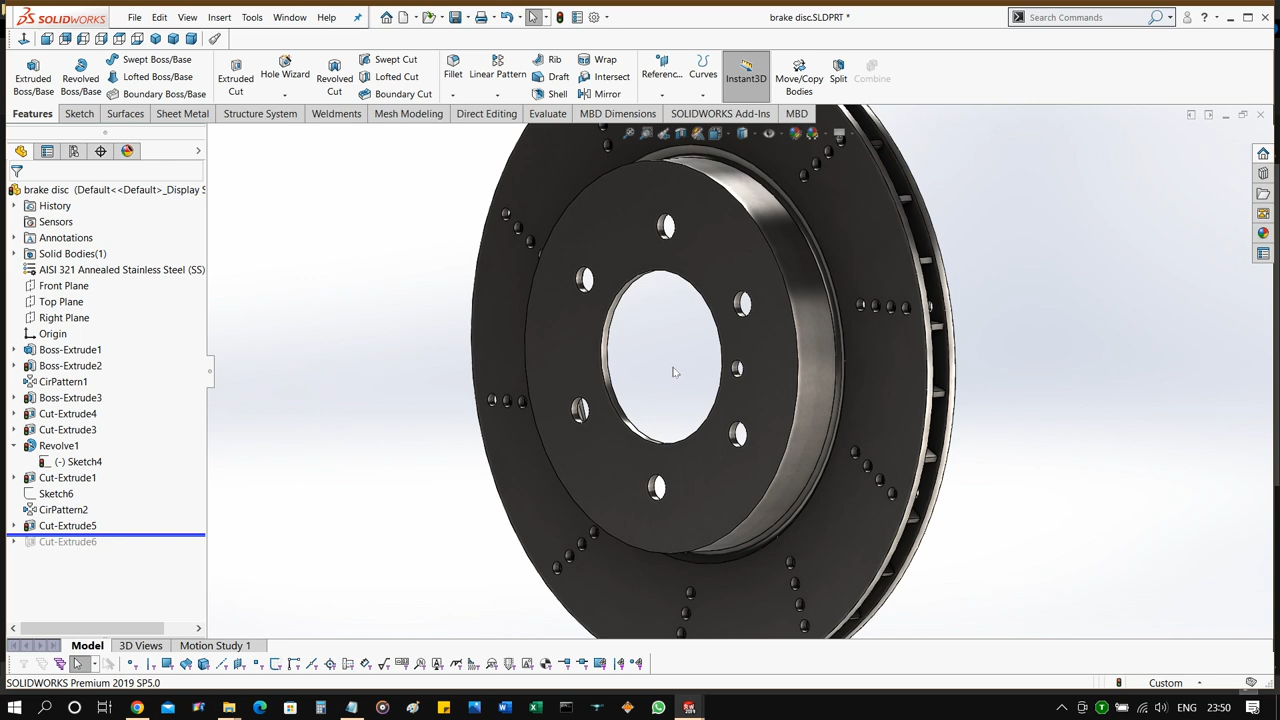 SOLIDWORKS
File
Edit
View
Insert
Tools
Window
Help
brake disc.SLDPRT *
Search Commands
Extruded Boss/Base
Revolved Boss/Base
Swept Boss/Base
Lofted Boss/Base
Boundary Boss/Base
Extruded Cut
Hole Wizard
Revolved Cut
Swept Cut
Lofted Cut
Boundary Cut
Fillet
Linear Pattern
Rib
Draft
Shell
Wrap
Intersect
Mirror
Referenc...
Curves
Instant3D
Move/Copy Bodies
Split
Combine
Features
Sketch
Surfaces
Sheet Metal
Structure System
Weldments
Mesh Modeling
Direct Editing
Evaluate
MBD Dimensions
SOLIDWORKS Add-Ins
MBD
brake disc (Default<<Default>_Display S
History
Sensors
Annotations
Solid Bodies(1)
AISI 321 Annealed Stainless Steel (SS)
Front Plane
Top Plane
Right Plane
Origin
Boss-Extrude1
Boss-Extrude2
CirPattern1
Boss-Extrude3
Cut-Extrude4
Cut-Extrude3
Revolve1
(-) Sketch4
Cut-Extrude1
Sketch6
CirPattern2
Cut-Extrude5
Cut-Extrude6
Model
3D Views
Motion Study 1
SOLIDWORKS Premium 2019 SP5.0
Custom
ENG
23:50